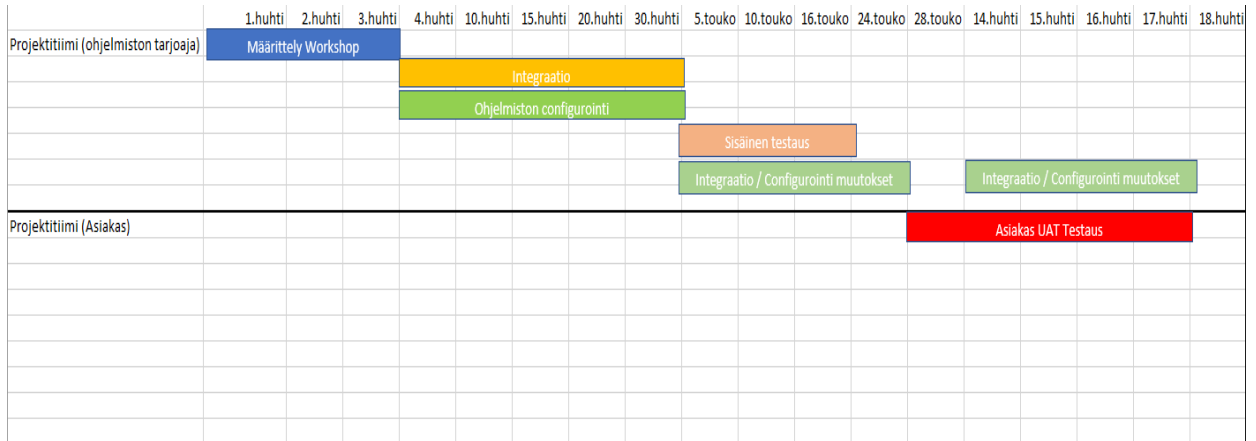 1.huhti 2.huhti 3.huhti 4.huhti 10.huhti 15.huhti 20.huhti 30.huhti 5.touko 10.touko 16.touko 24.touko 28.touko 14.huhti 15.huhti 16.huhti 17.huhti 18.huhti
Projektitiimi (ohjelmiston tarjoaja) Määrittely Workshop
Integraatio
Ohjelmiston configurointi
Sisäinen testaus
Integraatio / Configurointi muutokset Integraatio / Configurointi muutokset
Projektitiimi (Asiakas) Asiakas UAT Testaus